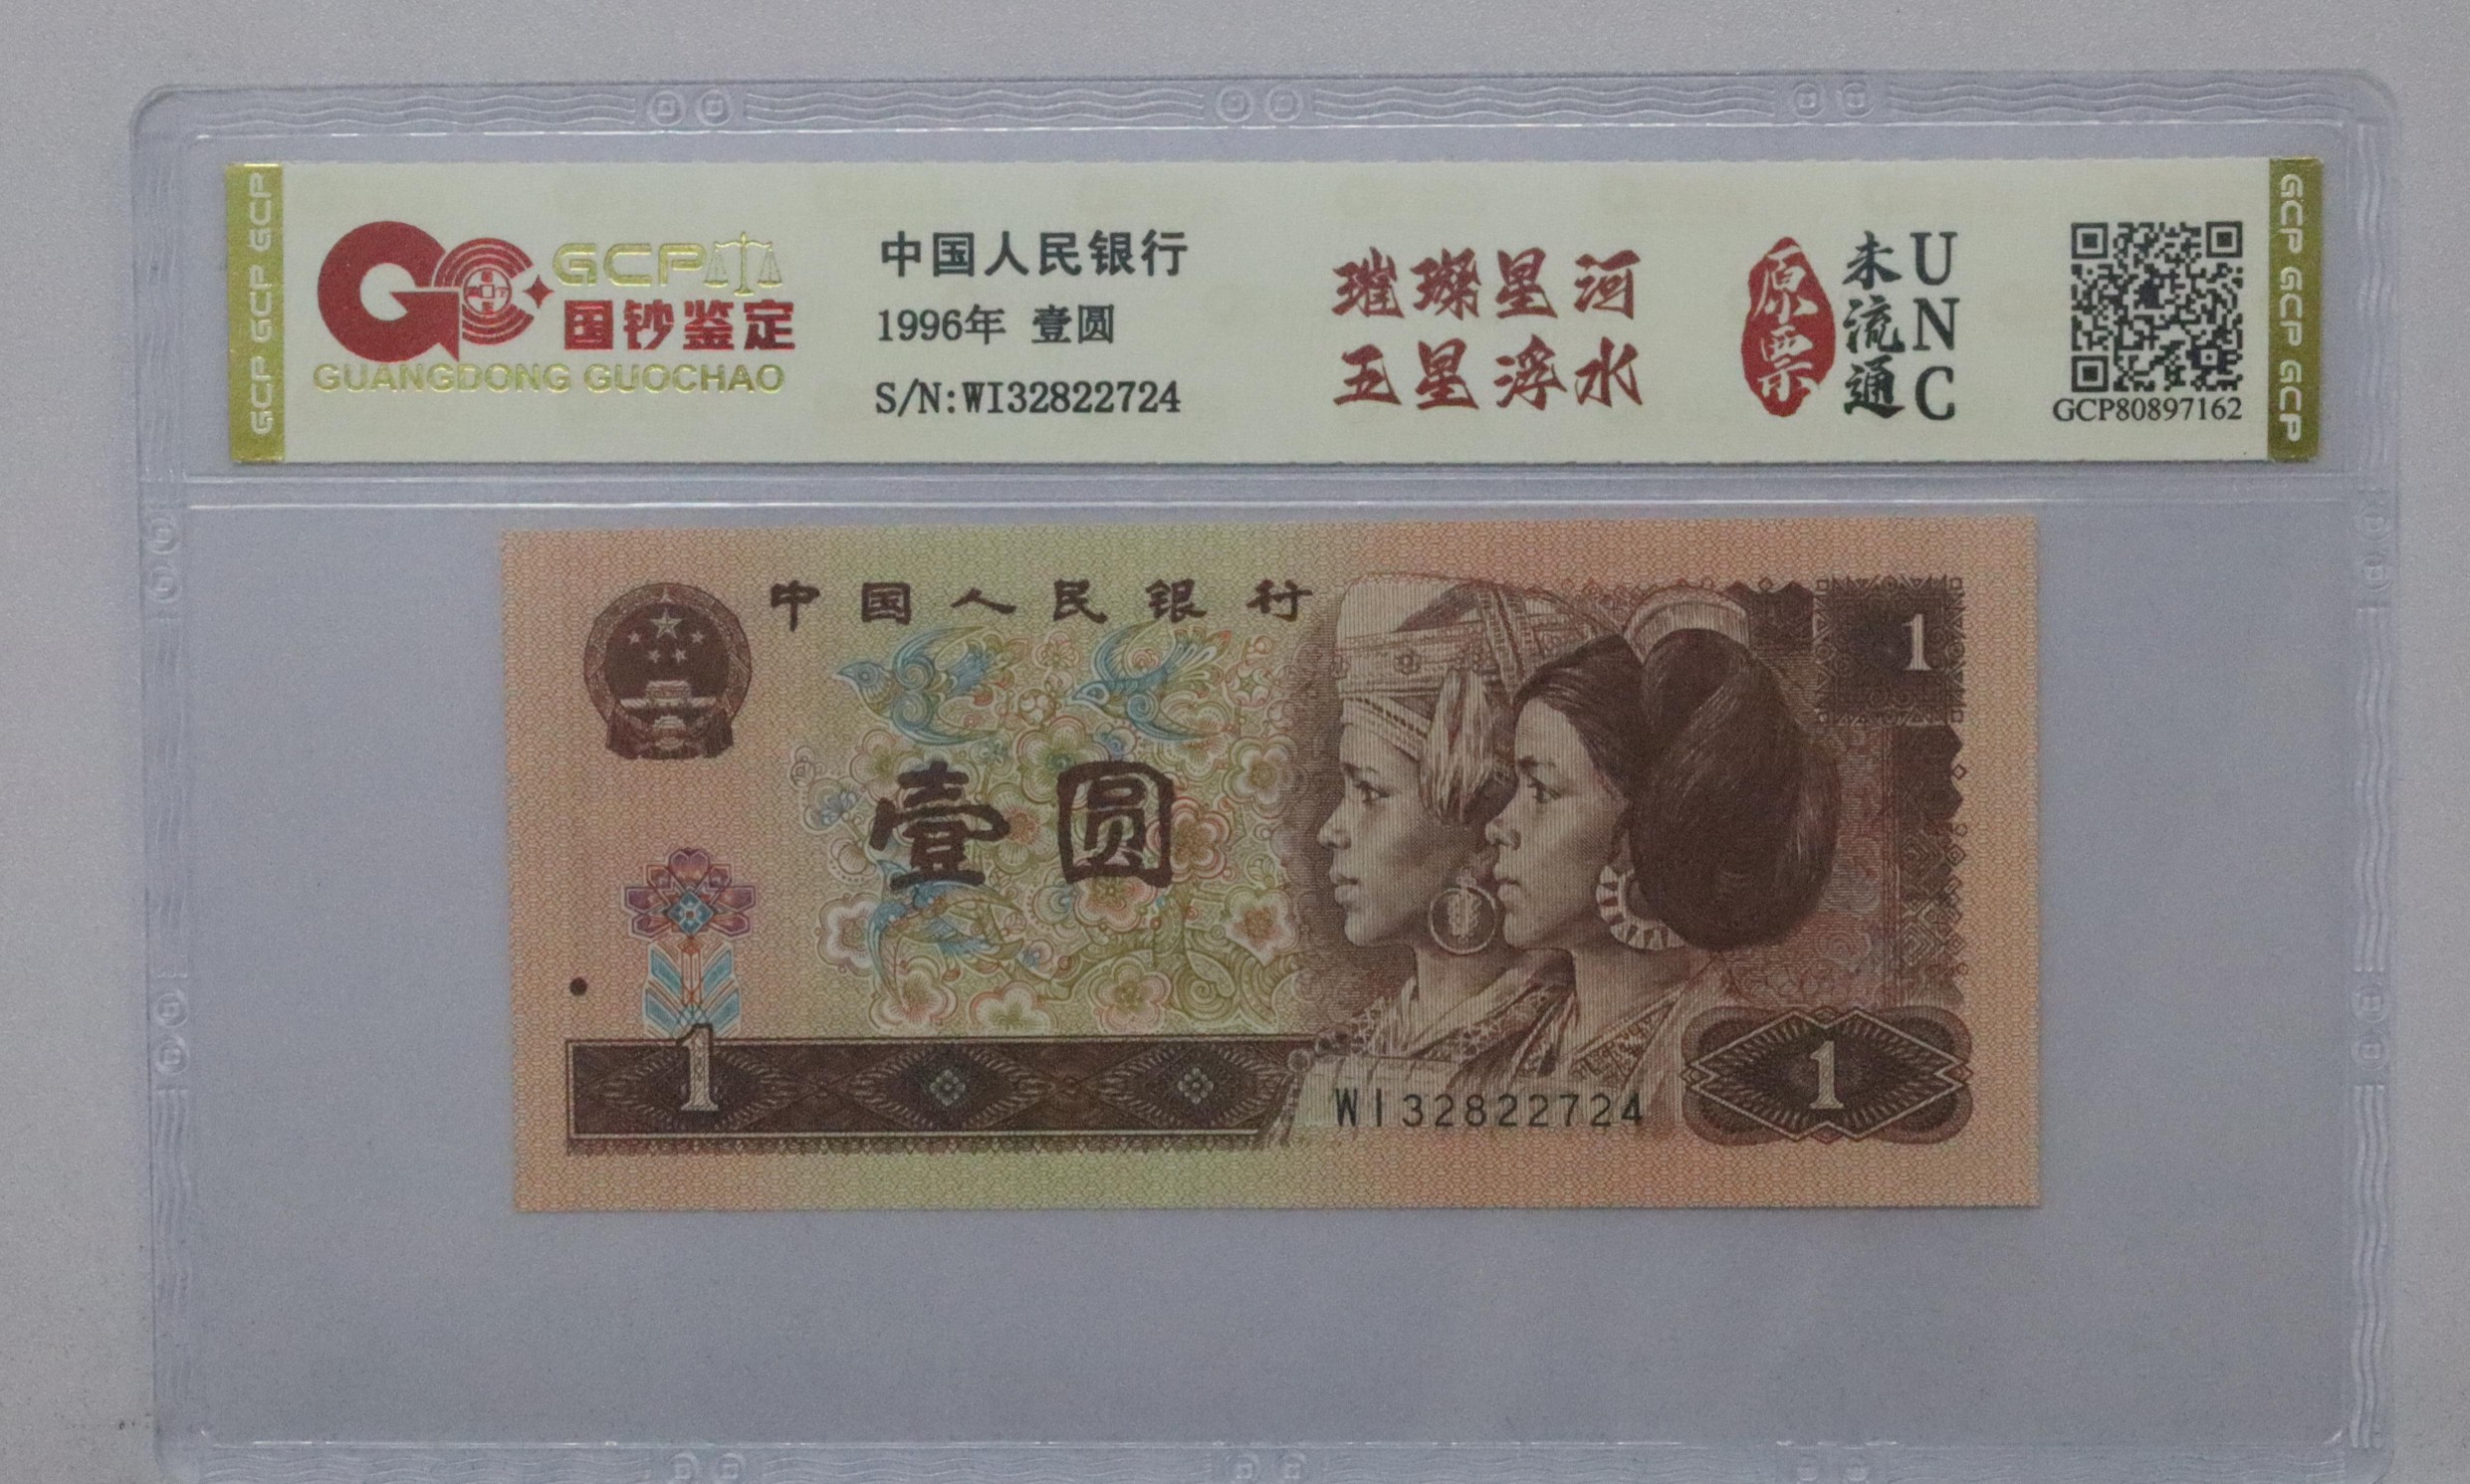 GCP GCP GCP
GCP
国钞鉴定
GUANGDONG GUOCHAO
中国人民银行
1996年 壹圆
S/N:WI32822724
璀璨星河
五星浮水
原票
未流通
UNC
GCP80897162
GCP GCP GCP
中国人民银行
1
壹圆
1
WI32822724
1